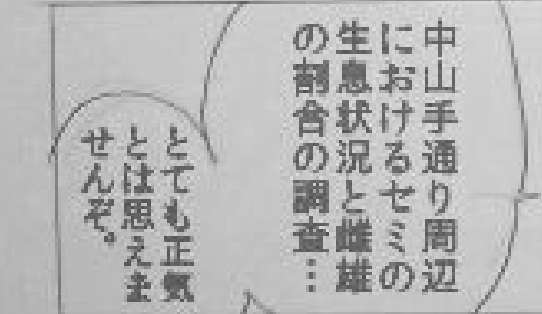 中山手通り周辺
におけるセミの
生息状況と雌雄
の割合の調査…
とても正気
とは思えま
せんぞ。